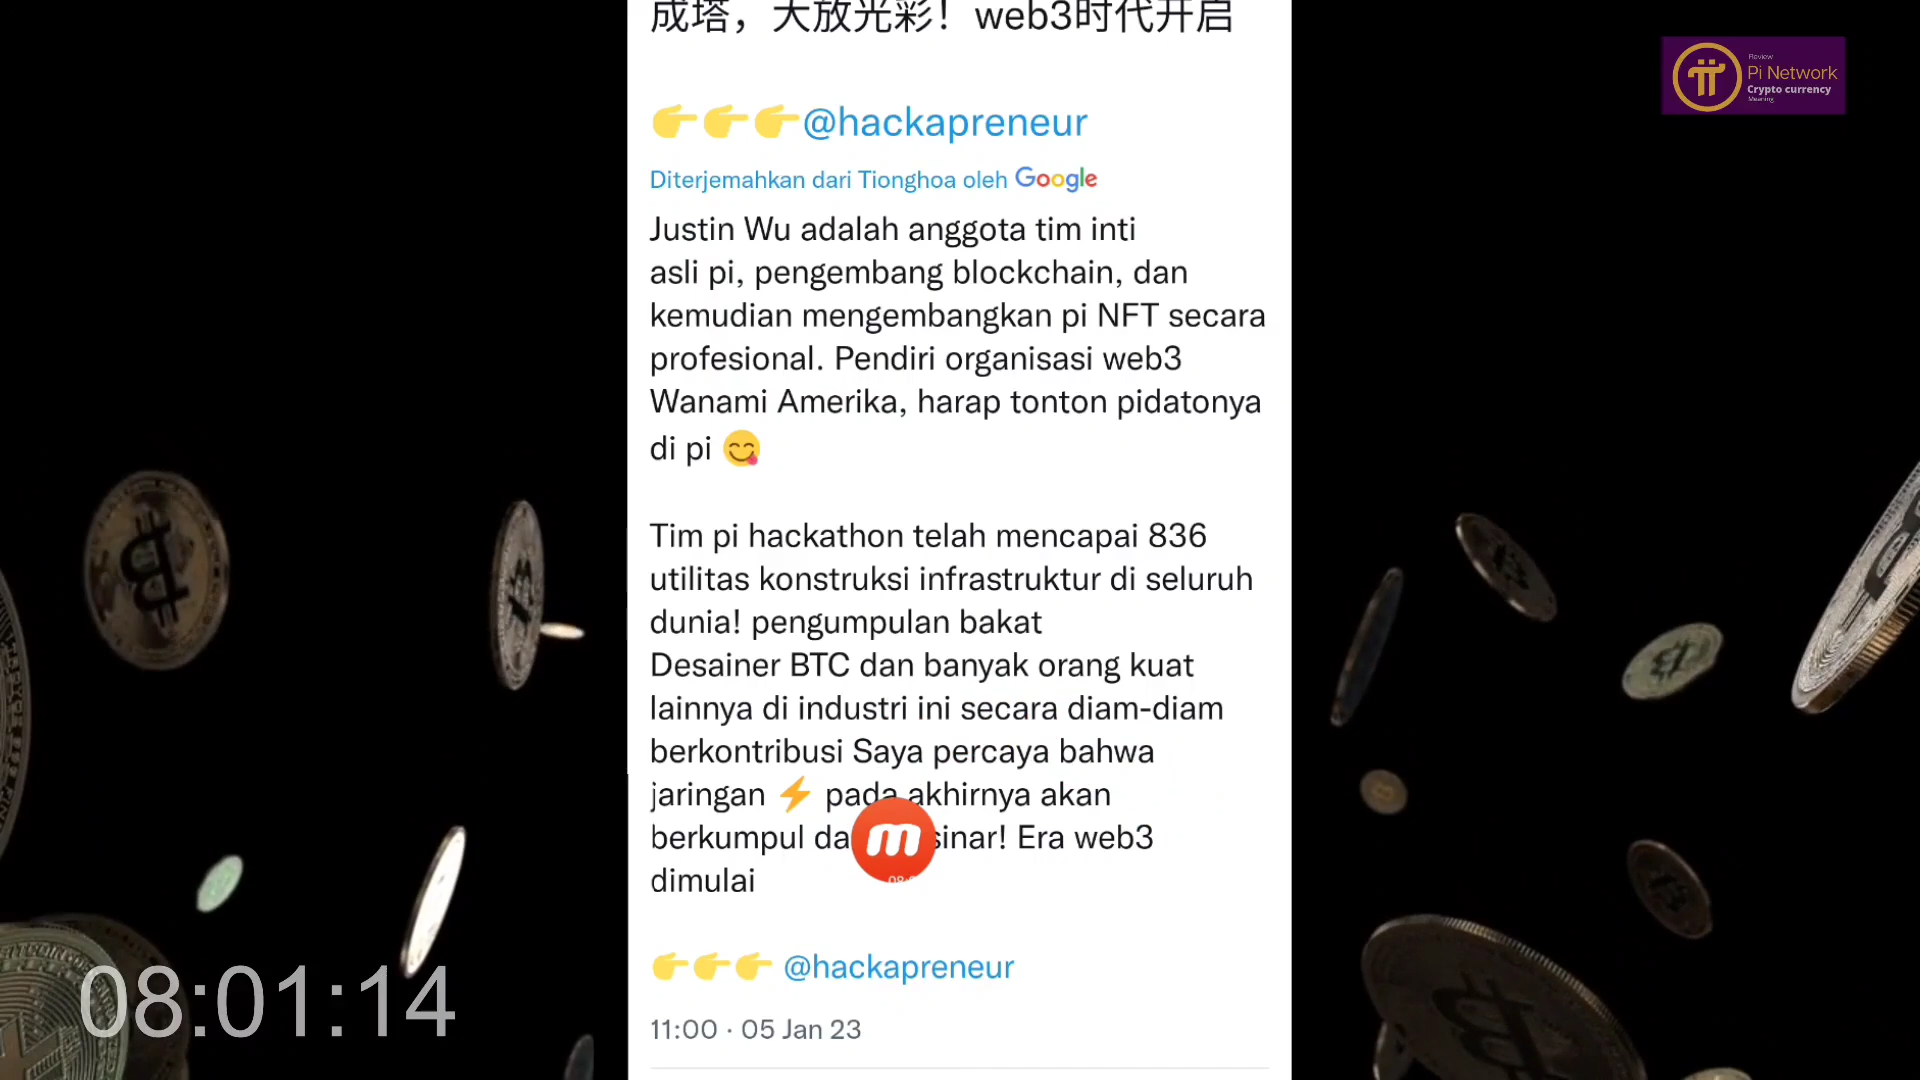 成塔，大放光彩！web3时代开启
👉👉👉@hackapreneur
Diterjemahkan dari Tionghoa oleh Google
Justin Wu adalah anggota tim inti
asli pi, pengembang blockchain, dan
kemudian mengembangkan pi NFT secara
profesional. Pendiri organisasi web3
Wanami Amerika, harap tonton pidatonya
di pi 😋
Tim pi hackathon telah mencapai 836
utilitas konstruksi infrastruktur di seluruh
dunia! pengumpulan bakat
Desainer BTC dan banyak orang kuat
lainnya di industri ini secara diam-diam
berkontribusi Saya percaya bahwa
jaringan ⚡ pada akhirnya akan
berkumpul sinar! Era web3
dimulai
👉👉👉 @hackapreneur
11:00 · 05 Jan 23
Review
Pi Network
Crypto currency
Meaning
08:01:14